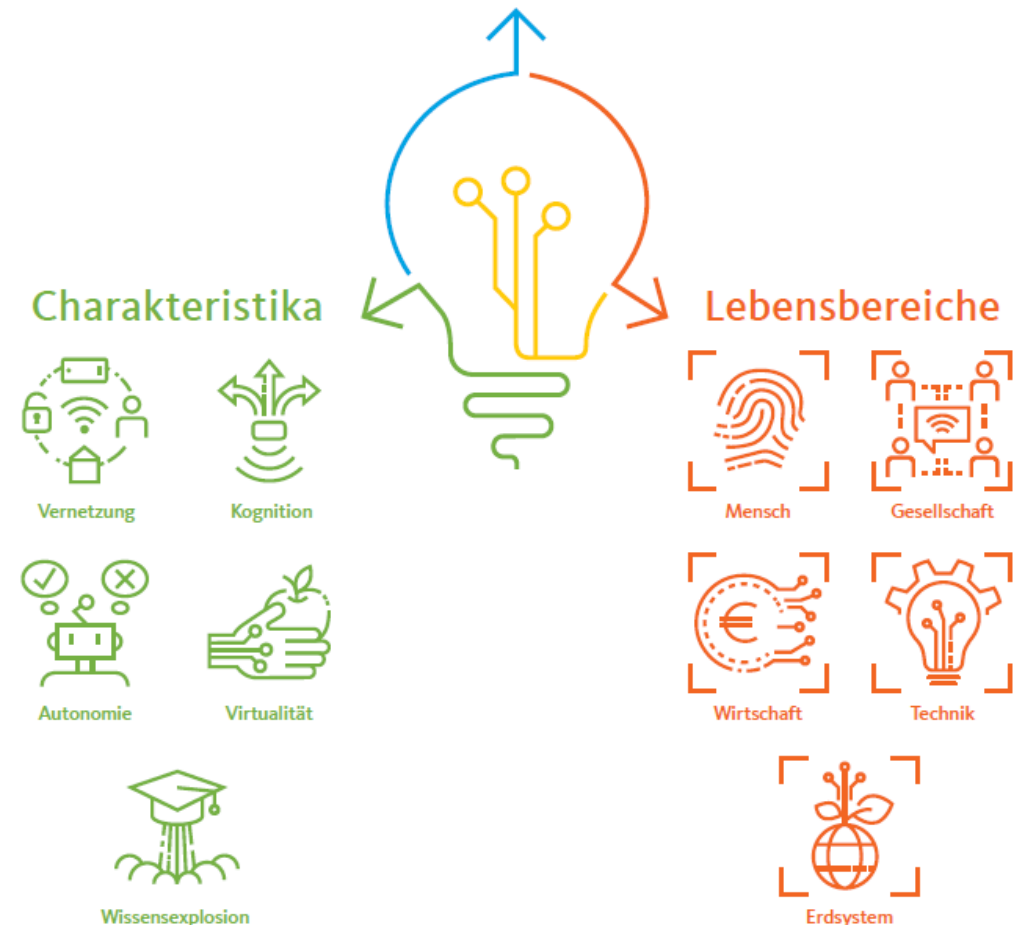 Charakteristika
Vernetzung
Kognition
Autonomie
Virtualität
Wissensexplosion
Lebensbereiche
Mensch
Gesellschaft
Wirtschaft
Technik
Erdsystem